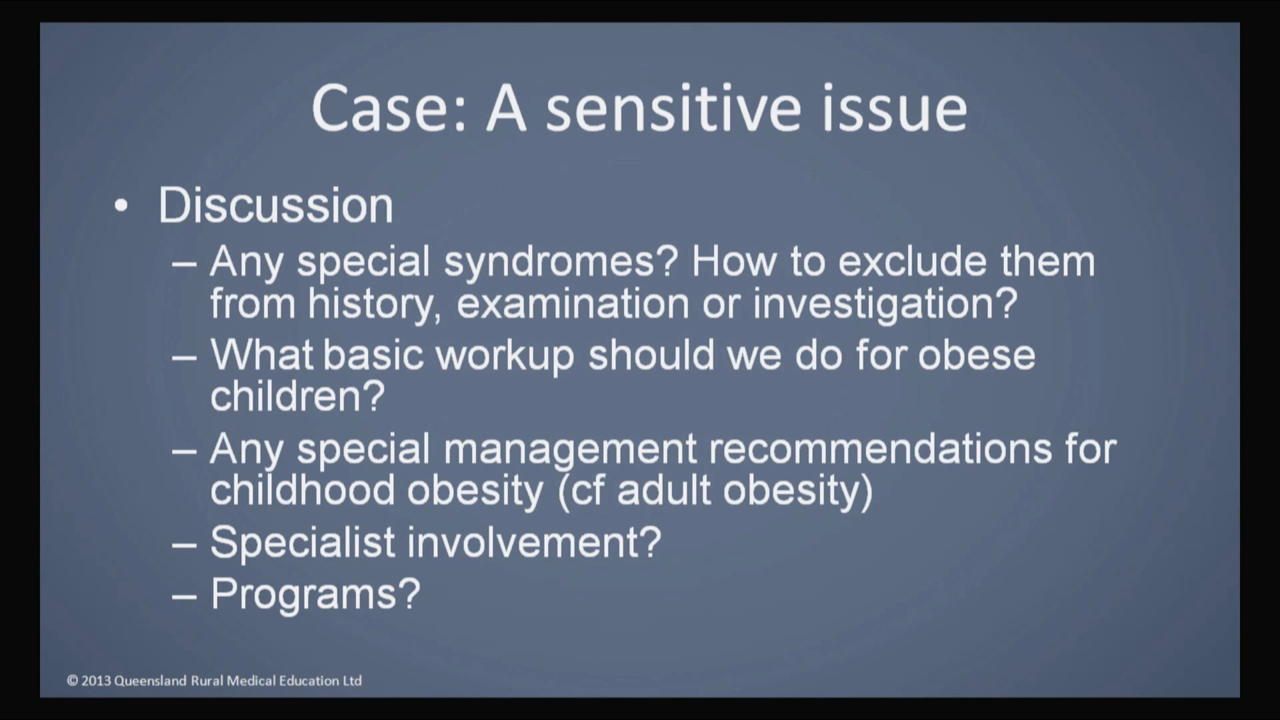 Case: A sensitive issue
• Discussion
– Any special syndromes? How to exclude them
from history, examination or investigation?
– What basic workup should we do for obese
children?
– Any special management recommendations for
childhood obesity (cf adult obesity)
– Specialist involvement?
– Programs?
© 2013 Queensland Rural Medical Education Ltd